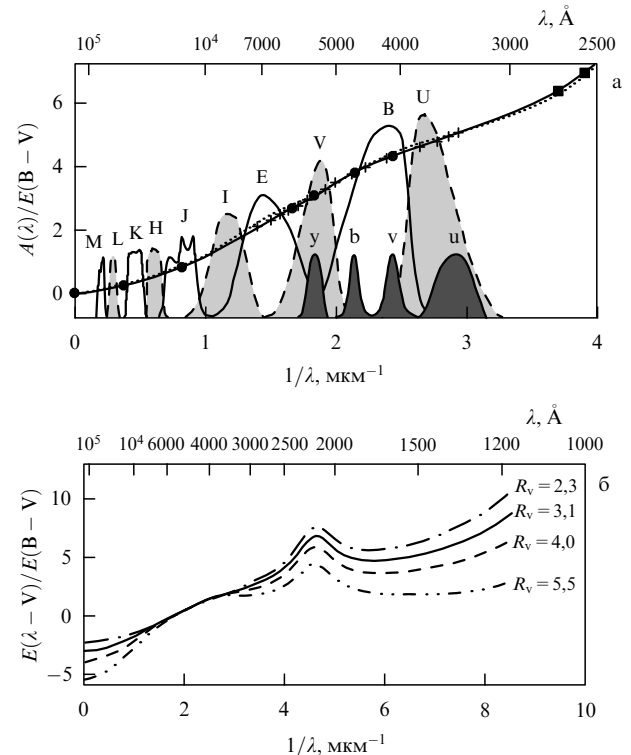 λ, Å
10⁵ 10⁴ 7000 5000 4000 3000 2500
а
A(λ)/E(B − V)
6
4
2
0
M L K H J I E V B U
y b v u
0 1 2 3 4
1/λ, мкм⁻¹
λ, Å
10⁵ 10⁴ 6000 4000 3000 2500 2000 1500 1200 1000
б
E(λ − V)/E(B − V)
10
5
0
−5
R_v = 2,3
R_v = 3,1
R_v = 4,0
R_v = 5,5
0 2 4 6 8 10
1/λ, мкм⁻¹